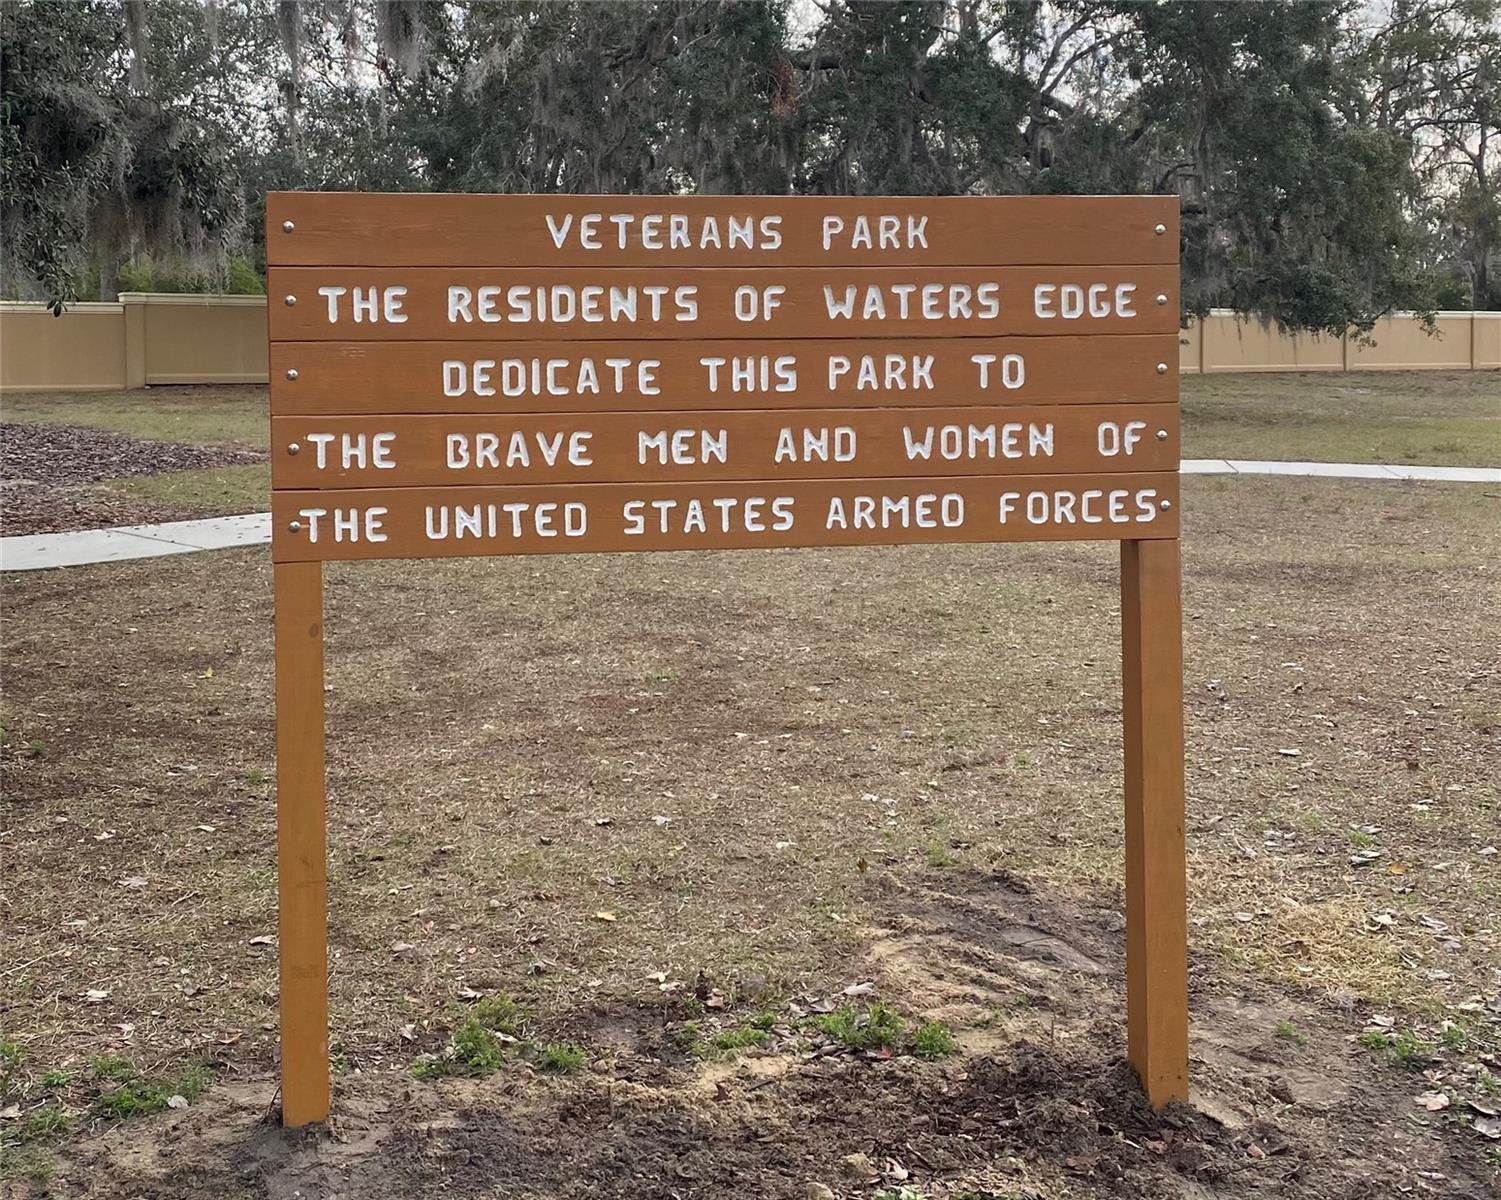 VETERANS PARK
THE RESIDENTS OF WATERS EDGE
DEDICATE THIS PARK TO
THE BRAVE MEN AND WOMEN OF
THE UNITED STATES ARMED FORCES